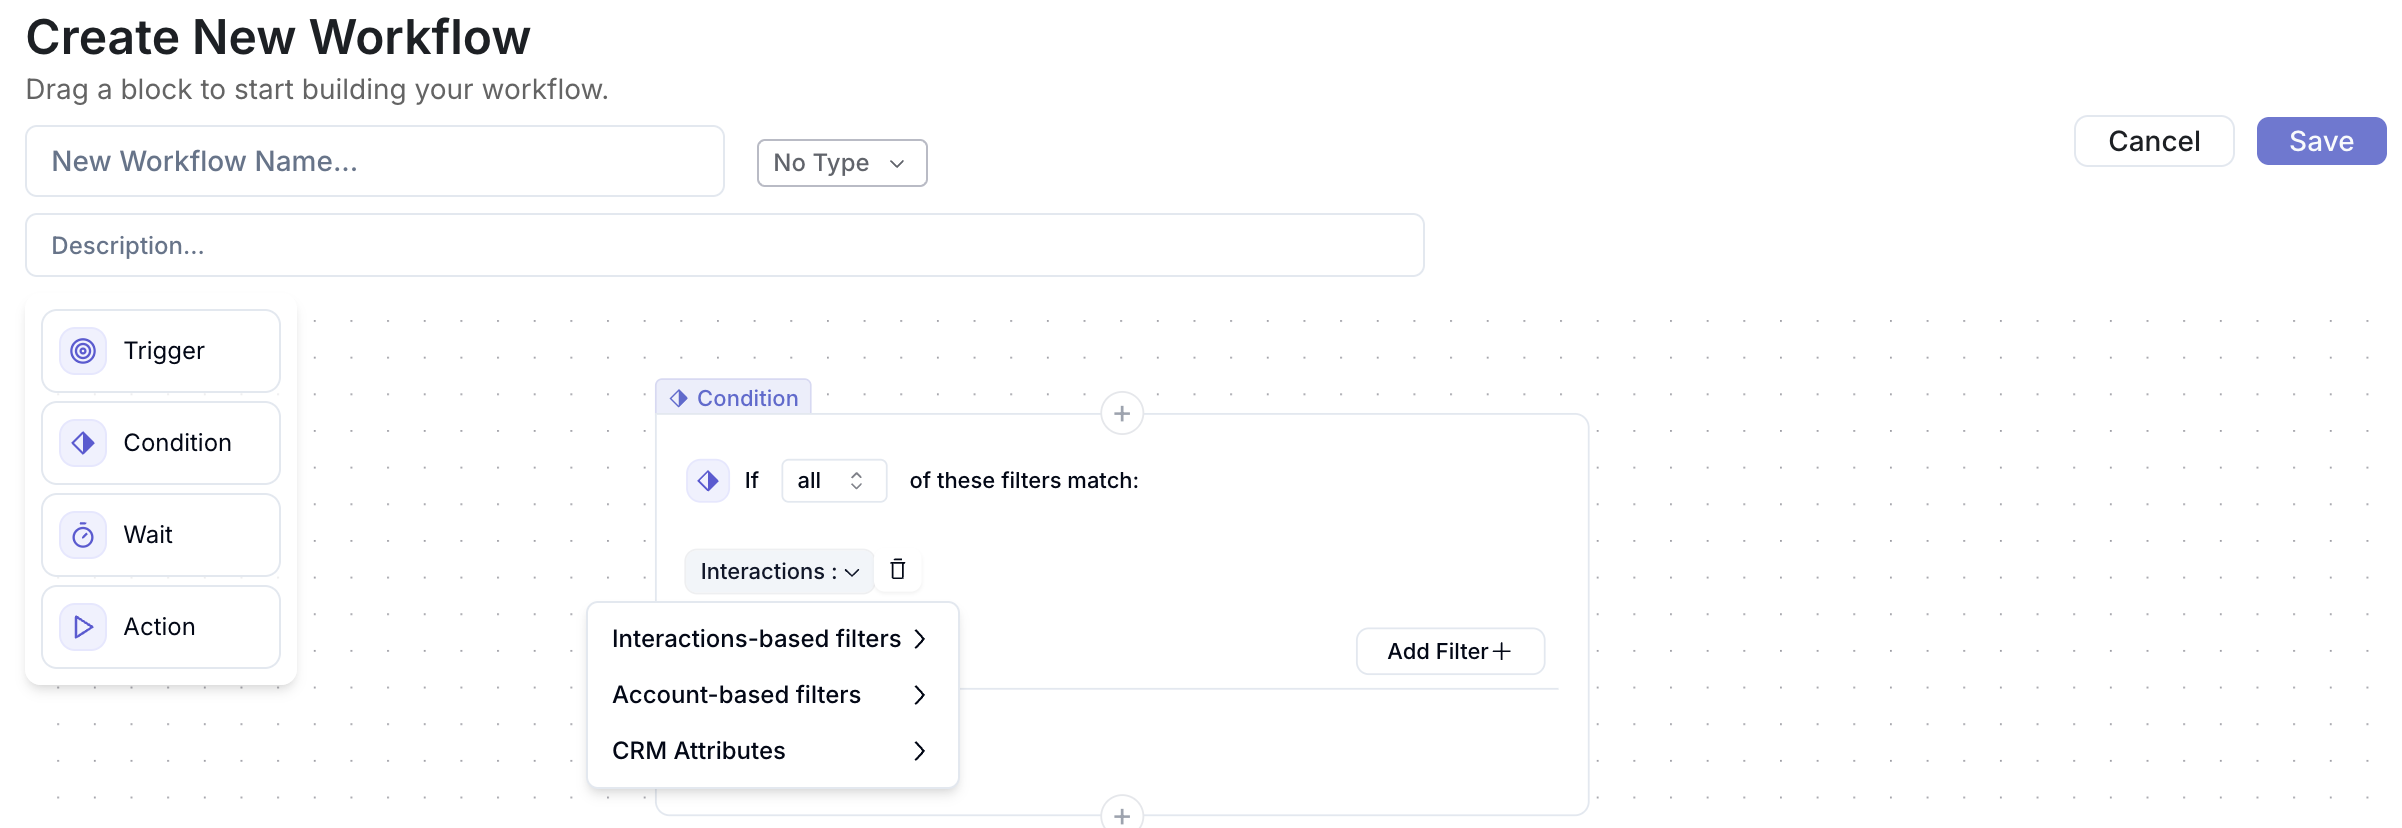 Create New Workflow
Drag a block to start building your workflow.
New Workflow Name...
No Type
Cancel
Save
Description...
Trigger
Condition
Wait
Action
Condition
If all of these filters match:
Interactions :
Interactions-based filters
Account-based filters
CRM Attributes
Add Filter+